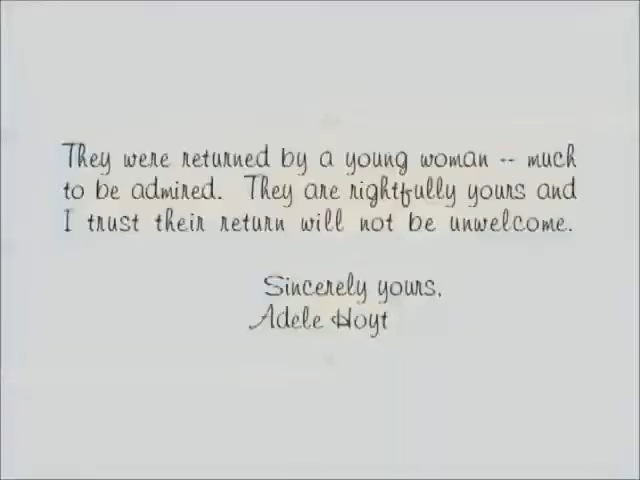 They were returned by a young woman -- much
to be admired. They are rightfully yours and
I trust their return will not be unwelcome.
Sincerely yours,
Adele Hoyt